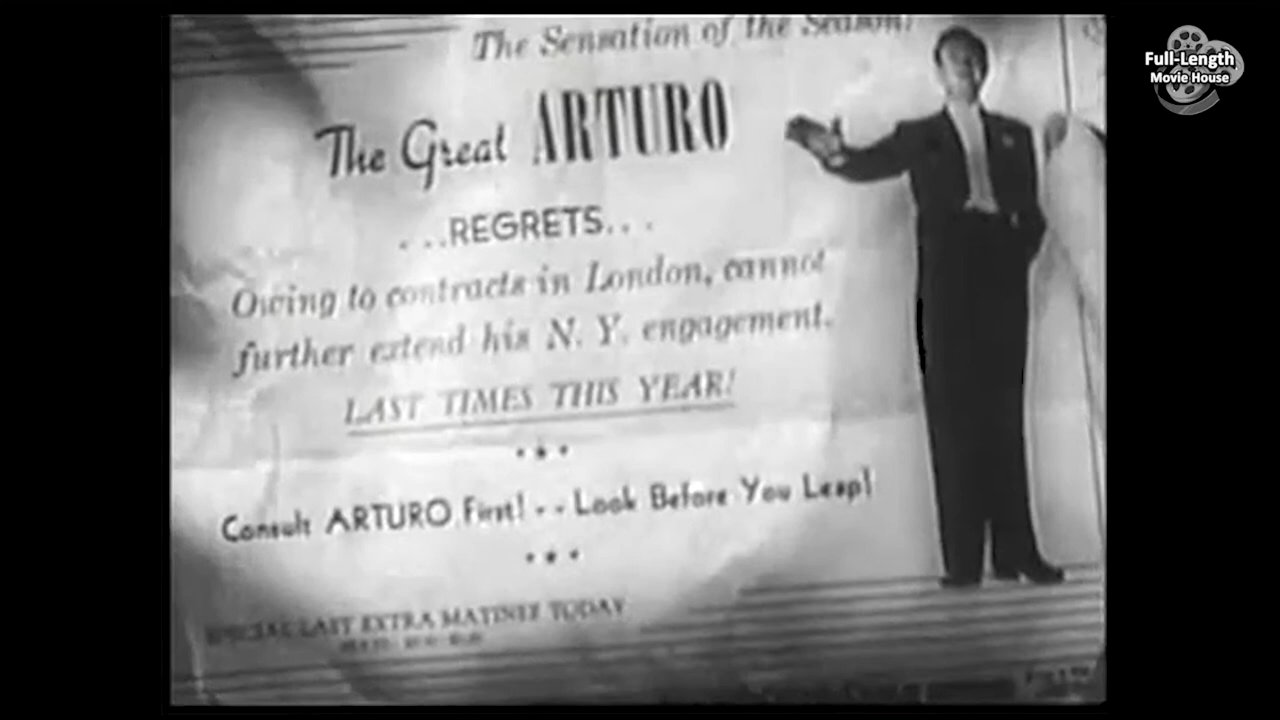 The Sensation of the Season!
The Great ARTURO
...REGRETS...
Owing to contracts in London, cannot
further extend his N. Y. engagement.
LAST TIMES THIS YEAR!
Consult ARTURO First! -- Look Before You Leap!
SPECIAL LAST EXTRA MATINEE TODAY
Full-Length
Movie House